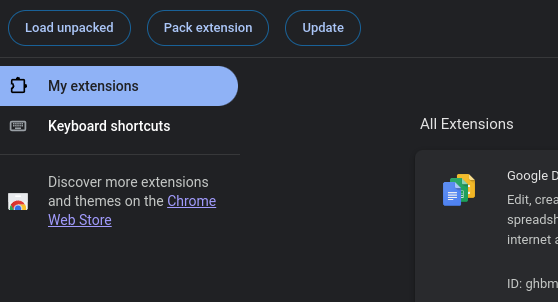 Load unpacked
Pack extension
Update
My extensions
Keyboard shortcuts
Discover more extensions
and themes on the Chrome
Web Store
All Extensions
Google D
Edit, crea
spreadsh
internet a
ID: ghbm